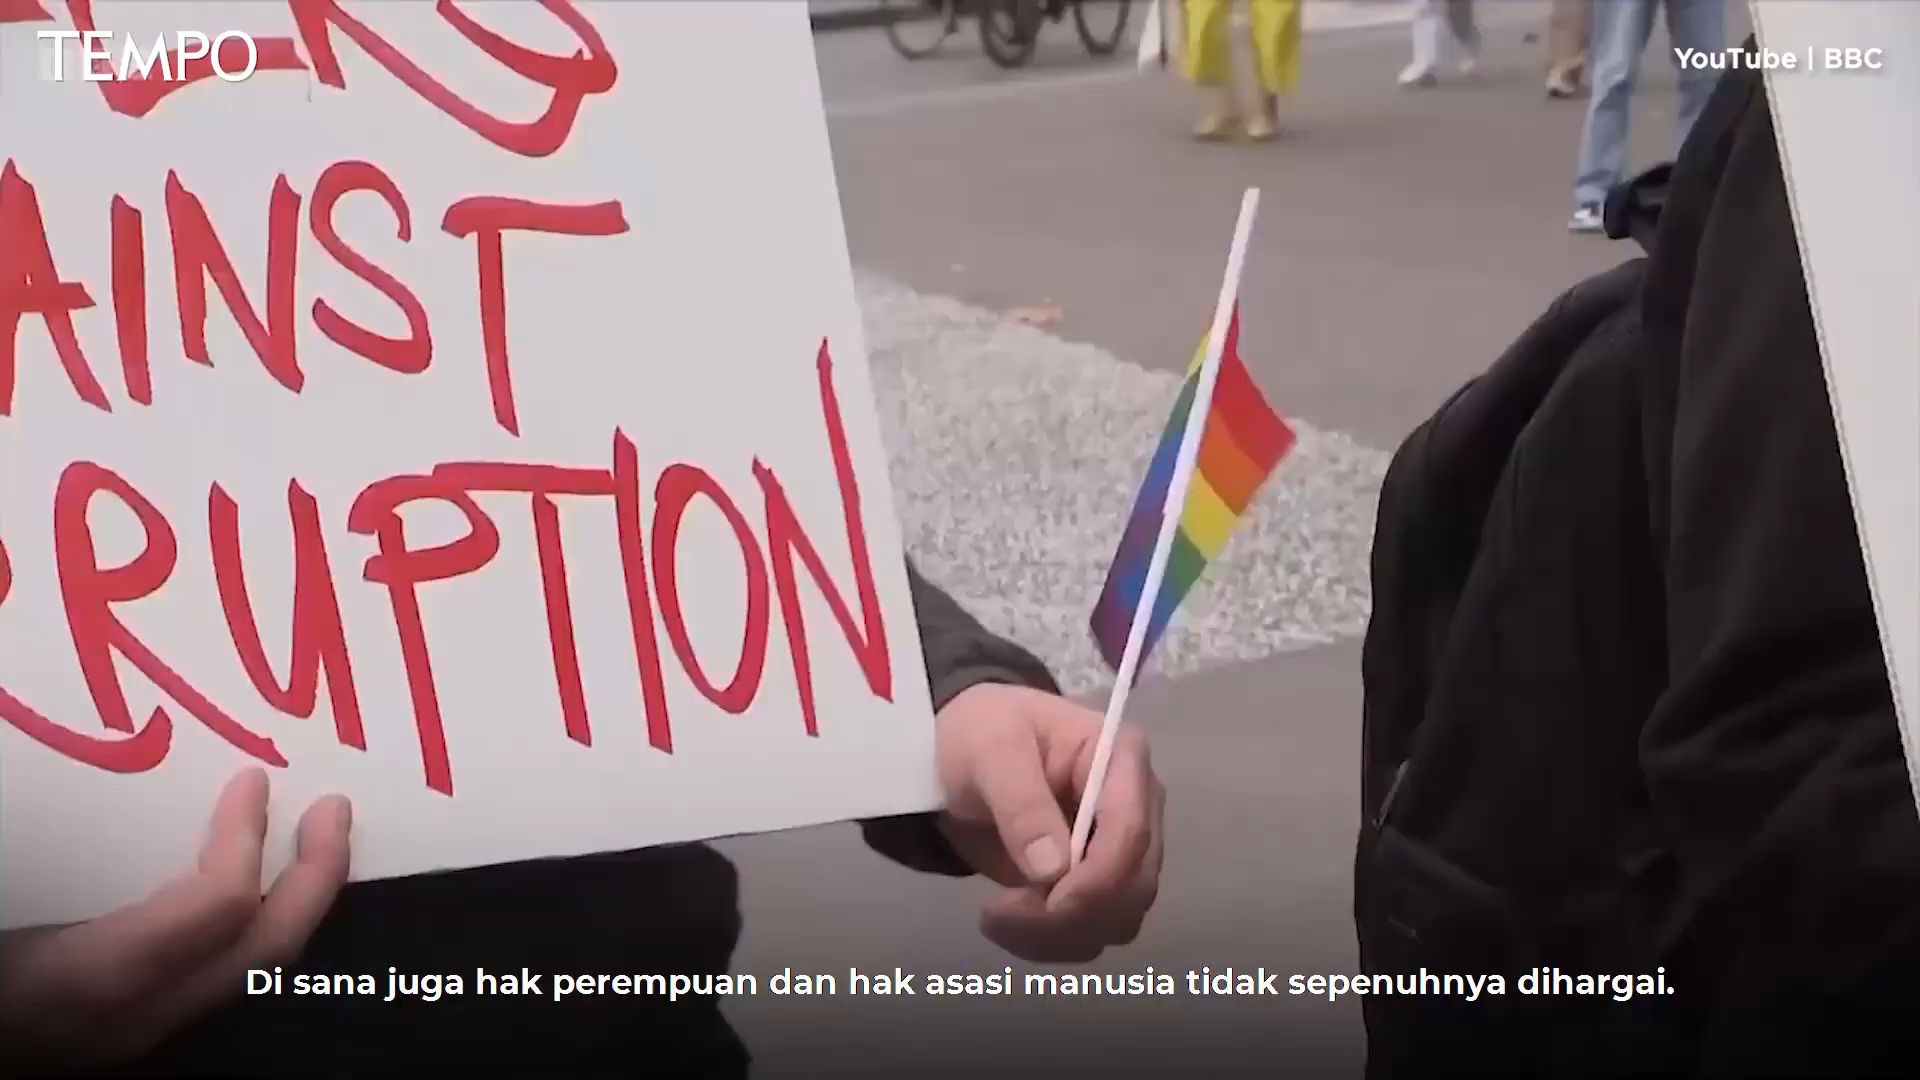 TEMPO
YouTube | BBC
AINST
RUPTION
Di sana juga hak perempuan dan hak asasi manusia tidak sepenuhnya dihargai.